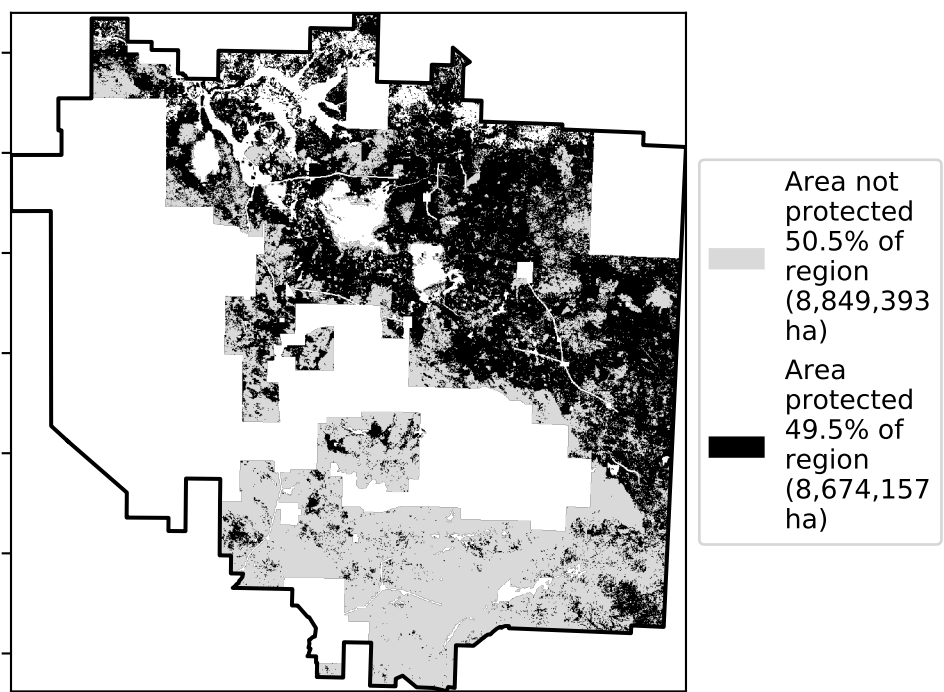 Area not
protected
50.5% of
region
(8,849,393
ha)
Area
protected
49.5% of
region
(8,674,157
ha)